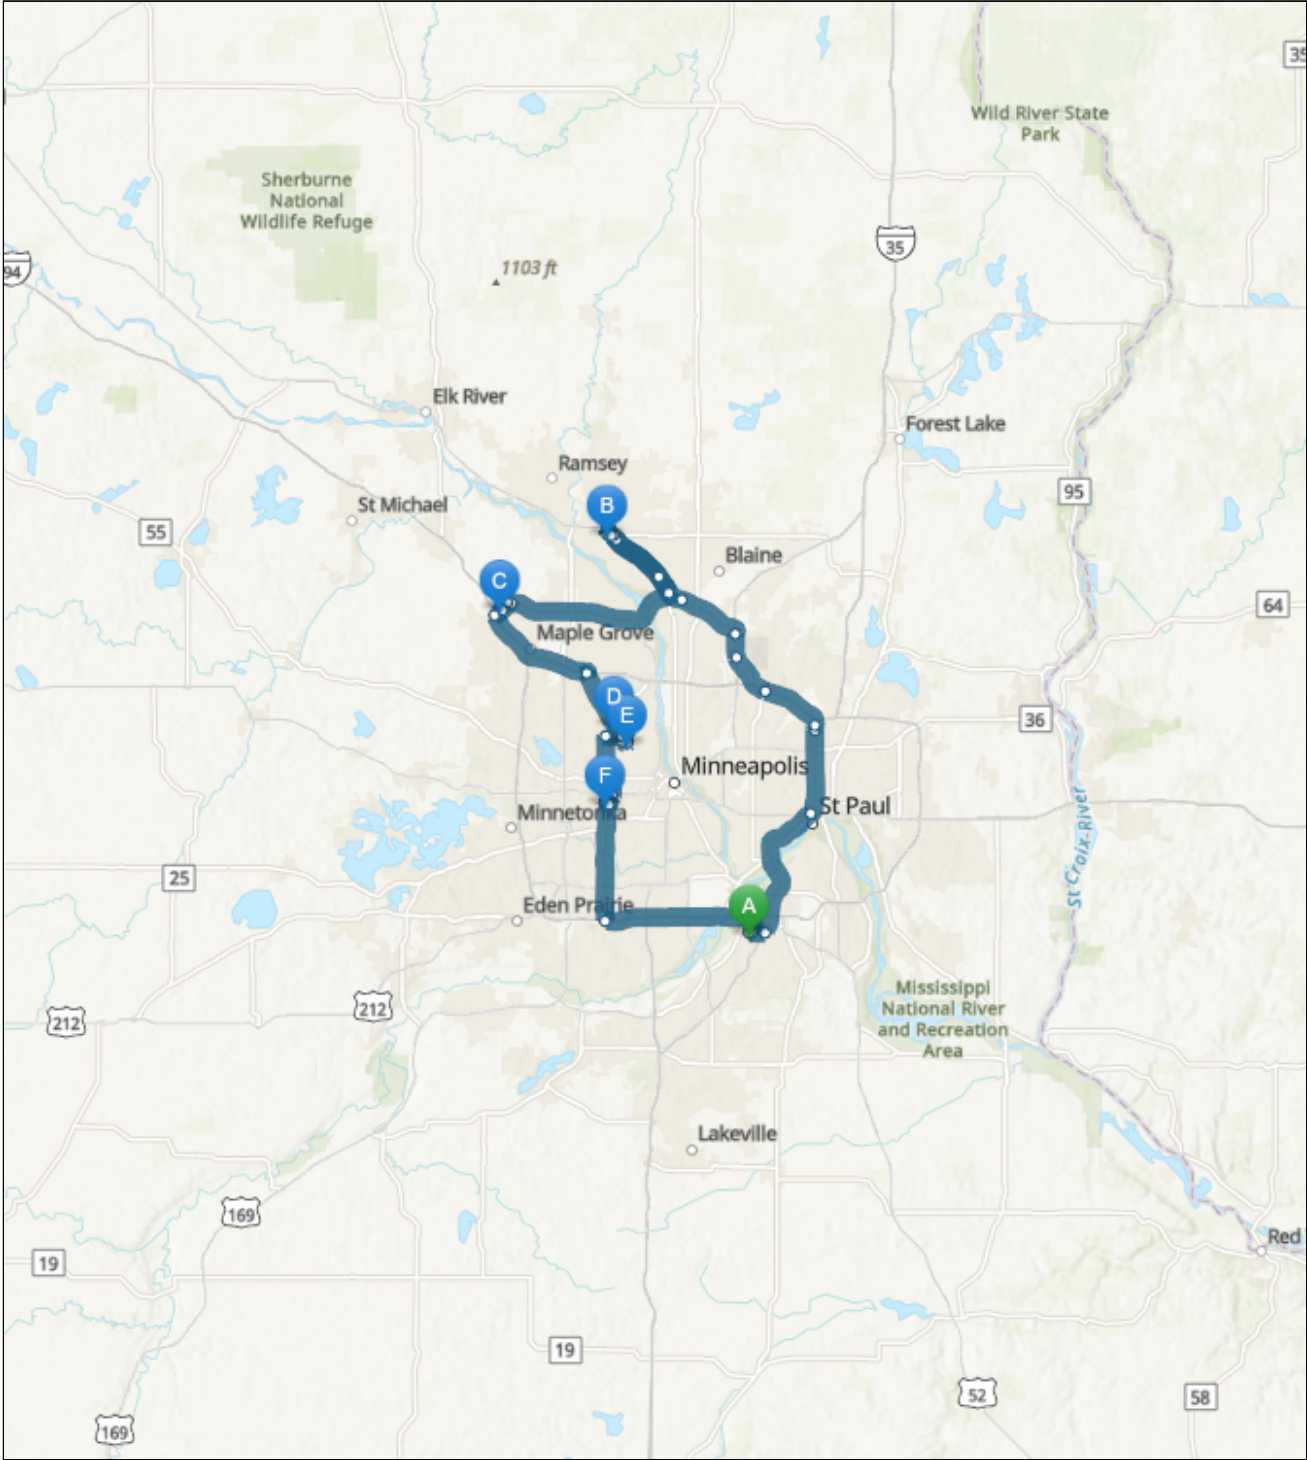 35
Wild River State
Park
Sherburne
National
Wildlife Refuge
35
94
1103 ft
Elk River
Forest Lake
Ramsey
St Michael
95
B
55
Blaine
C
64
Maple Grove
D
E
36
Minneapolis
F
St Paul
Minnetonka
St Croix River
25
A
Eden Prairie
Mississippi
National River
and Recreation
Area
212
212
Lakeville
169
Red
19
19
52
58
169